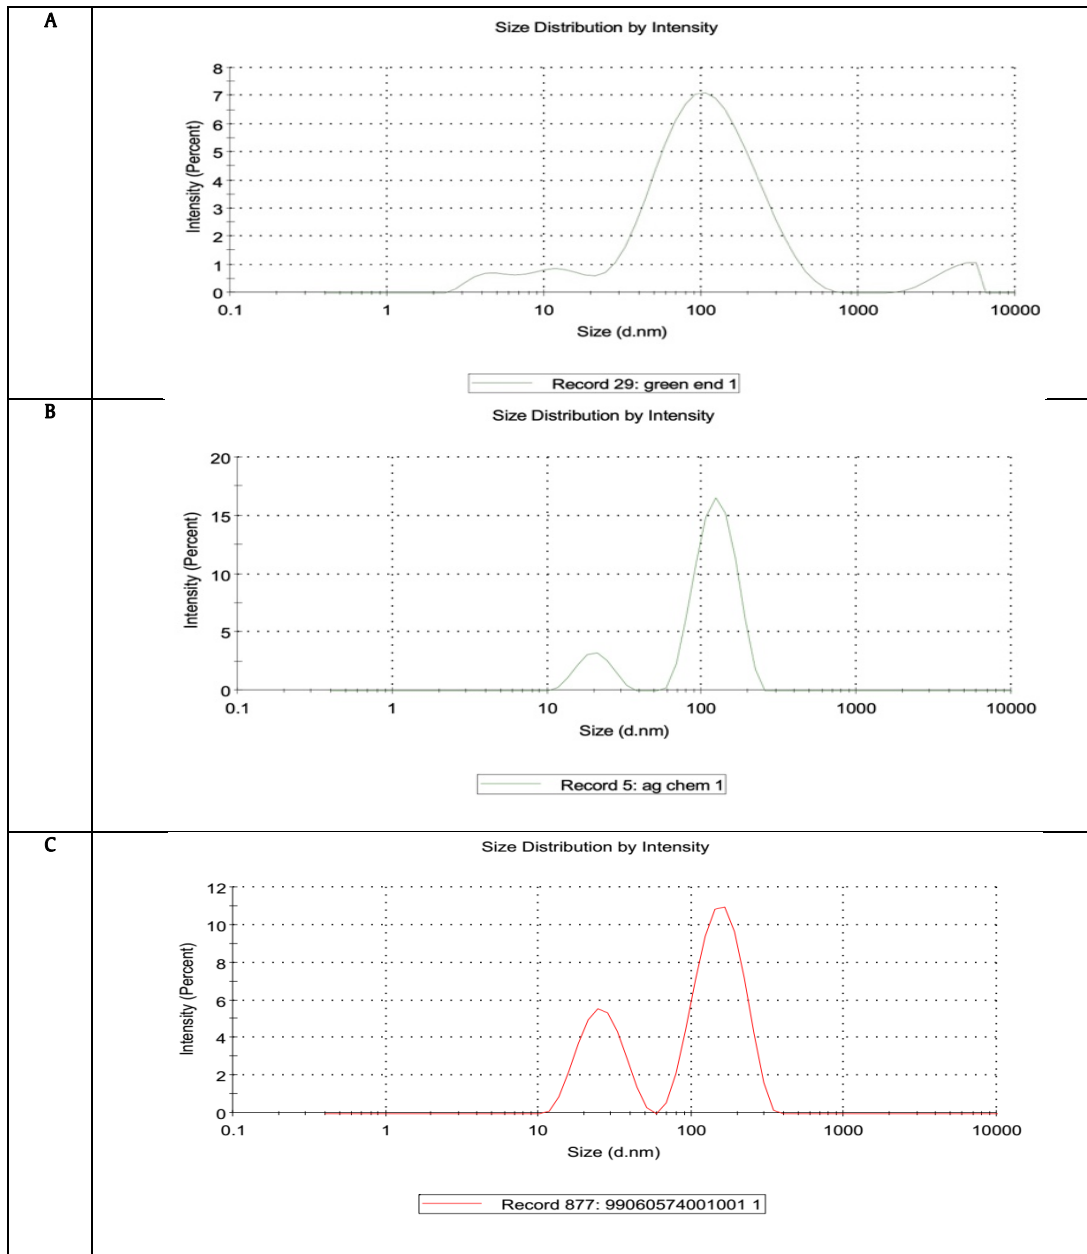 A
Size Distribution by Intensity
8
7
6
5
4
3
2
1
0
Intensity (Percent)
0.1 1 10 100 1000 10000
Size (d.nm)
Record 29: green end 1
B
Size Distribution by Intensity
20
15
10
5
0
Intensity (Percent)
0.1 1 10 100 1000 10000
Size (d.nm)
Record 5: ag chem 1
C
Size Distribution by Intensity
12
10
8
6
4
2
0
Intensity (Percent)
0.1 1 10 100 1000 10000
Size (d.nm)
Record 877: 99060574001001 1